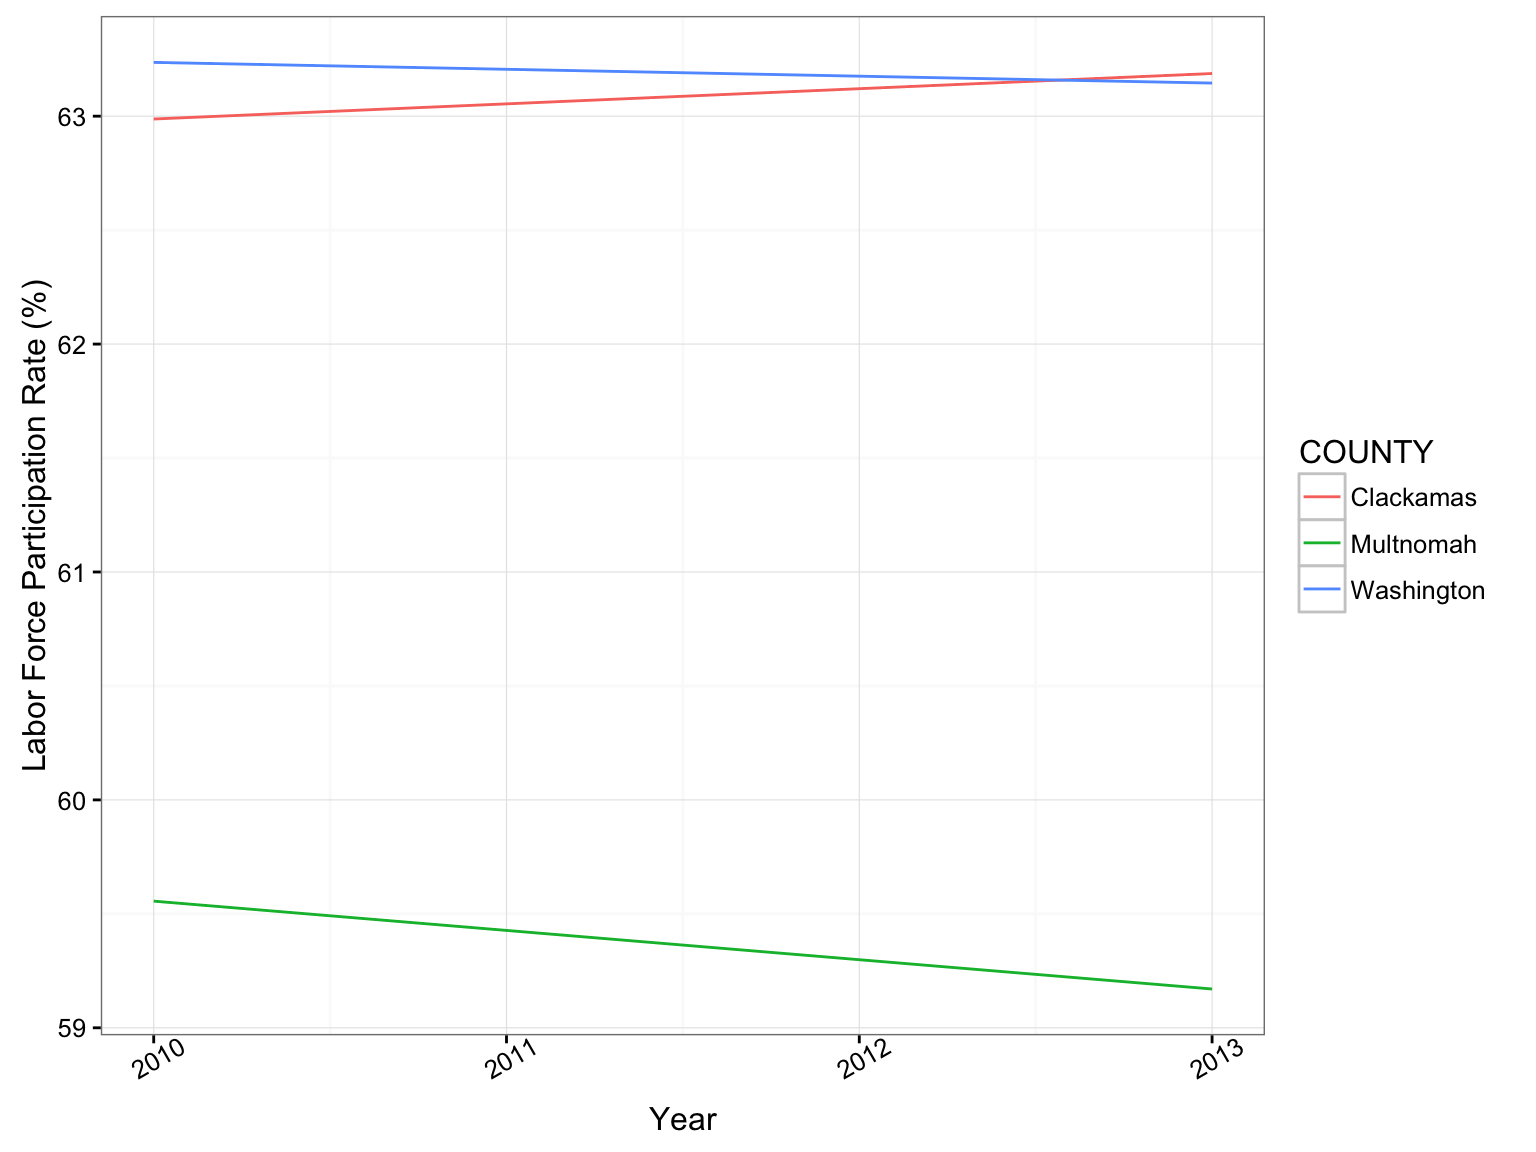 Labor Force Participation Rate (%)
63
62
61
60
59
2010
2011
2012
2013
Year
COUNTY
Clackamas
Multnomah
Washington